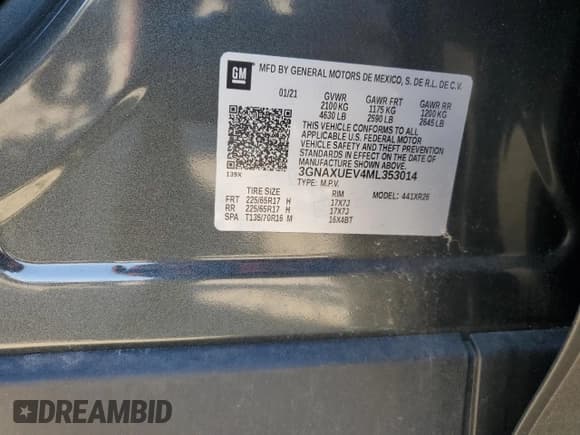 GM
MFD BY GENERAL MOTORS DE MEXICO, S. DE R.L. DE C.V.
01/21 GVWR GAWR FRT GAWR RR
2100 KG 1175 KG 1200 KG
4630 LB 2590 LB 2645 LB
THIS VEHICLE CONFORMS TO ALL
APPLICABLE U.S. FEDERAL MOTOR
VEHICLE SAFETY AND THEFT PREVENTION
STANDARDS IN EFFECT ON THE DATE OF
MANUFACTURE SHOWN ABOVE.
3GNAXUEV4ML353014
139X TYPE: M.P.V. MODEL: 441XR26
TIRE SIZE RIM
FRT 225/65R17 H 17X7J
RR 225/65R17 H 17X7J
SPA T135/70R16 M 16X4BT
DREAMBID